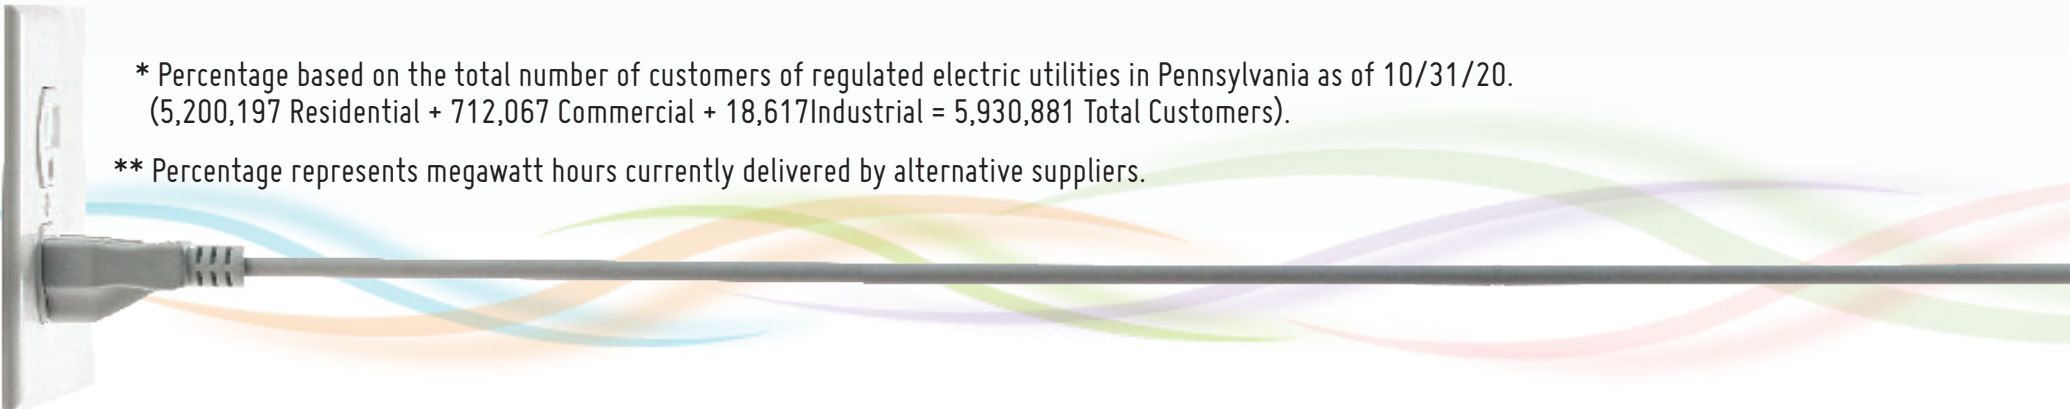 * Percentage based on the total number of customers of regulated electric utilities in Pennsylvania as of 10/31/20.
(5,200,197 Residential + 712,067 Commercial + 18,617Industrial = 5,930,881 Total Customers).
** Percentage represents megawatt hours currently delivered by alternative suppliers.